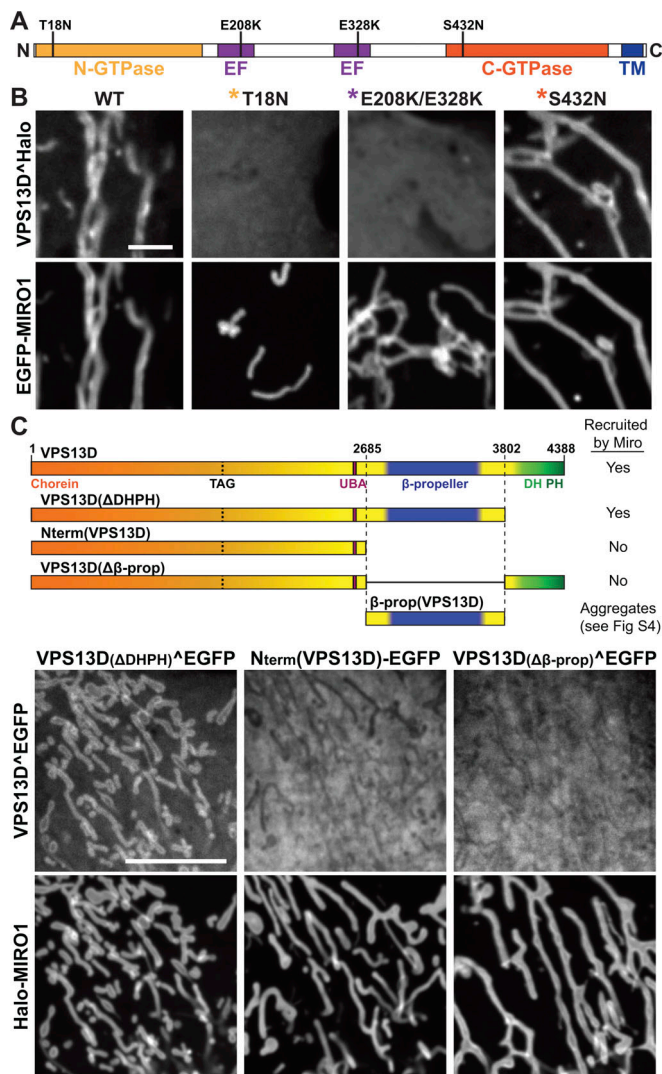 A
T18N E208K E328K S432N
N C
N-GTPase EF EF C-GTPase TM
B
WT *T18N *E208K/E328K *S432N
VPS13D^Halo
EGFP-MIRO1
C
Recruited
by Miro
VPS13D
1 2685 3802 4388
Yes
Chorein TAG UBA β-propeller DH PH
VPS13D(ΔDHPH)
Yes
Nterm(VPS13D)
No
VPS13D(Δβ-prop)
No
β-prop(VPS13D)
Aggregates
(see Fig S4)
VPS13D(ΔDHPH)^EGFP Nterm(VPS13D)-EGFP VPS13D(Δβ-prop)^EGFP
VPS13D^EGFP
Halo-MIRO1